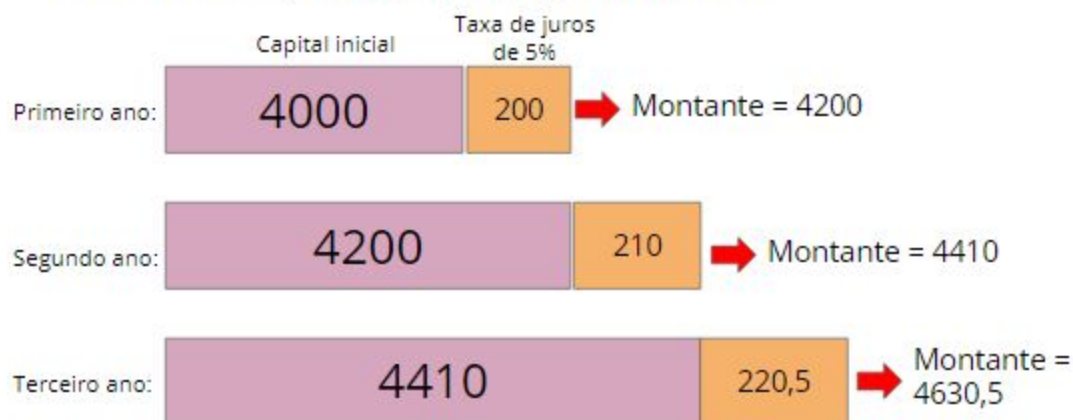 Capital inicial
Taxa de juros
de 5%
Primeiro ano:
4000
200
Montante = 4200
Segundo ano:
4200
210
Montante = 4410
Terceiro ano:
4410
220,5
Montante =
4630,5